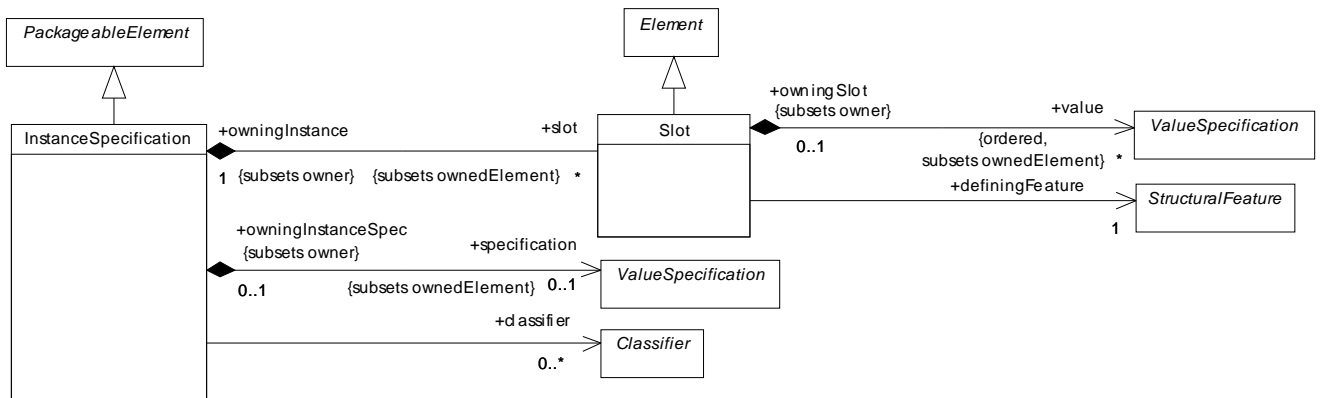 PackageableElement
Element
InstanceSpecification
+owningInstance
1 {subsets owner}
+slot
{subsets ownedElement} *
Slot
+owningSlot
{subsets owner}
0..1
+value
{ordered,
subsets ownedElement} *
ValueSpecification
+definingFeature
1
StructuralFeature
+owningInstanceSpec
{subsets owner}
0..1
+specification
{subsets ownedElement} 0..1
ValueSpecification
+classifier
0..*
Classifier